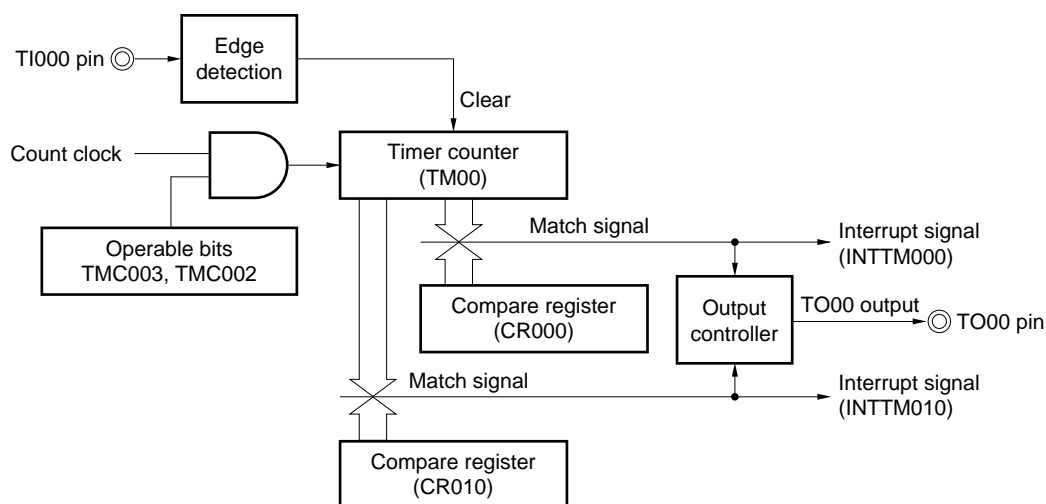 Edge
detection
TI000 pin
Clear
Count clock
Timer counter
(TM00)
Operable bits
TMC003, TMC002
Match signal
Interrupt signal
(INTTM000)
Compare register
(CR000)
Output
controller
TO00 output
TO00 pin
Match signal
Interrupt signal
(INTTM010)
Compare register
(CR010)